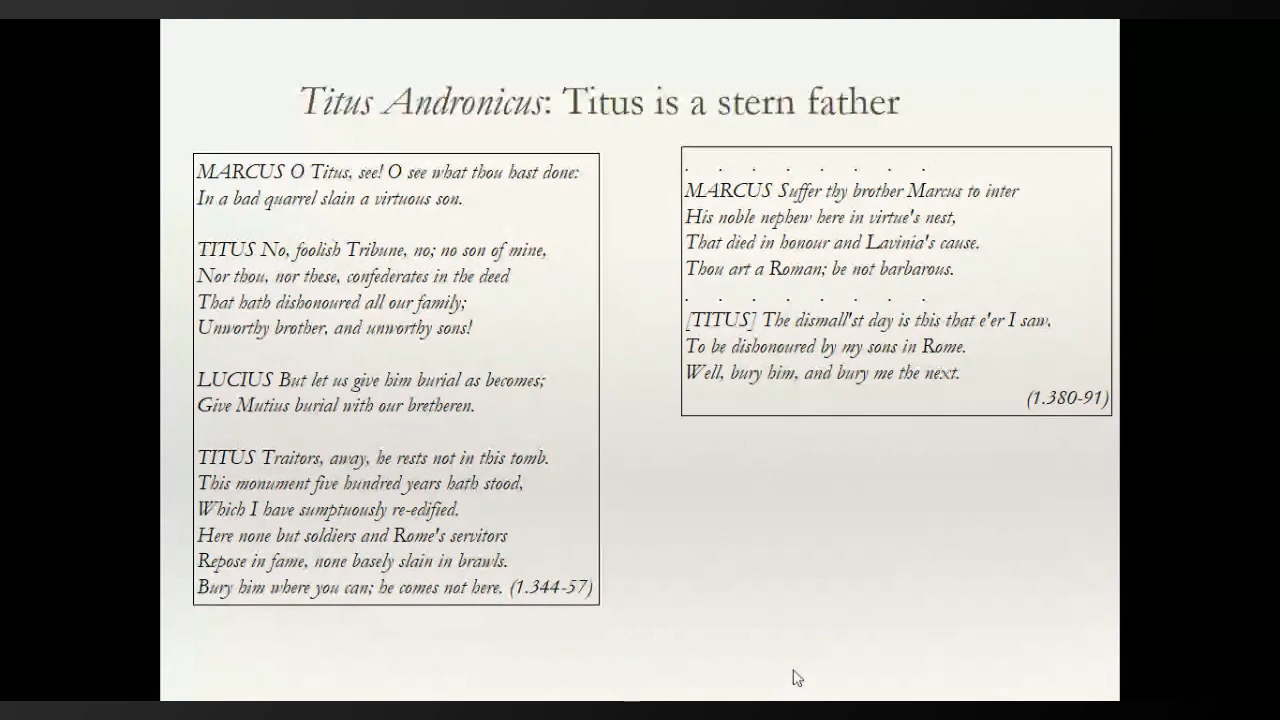 Titus Andronicus: Titus is a stern father
MARCUS O Titus, see! O see what thou hast done:
In a bad quarrel slain a virtuous son.
TITUS No, foolish Tribune, no; no son of mine,
Nor thou, nor these, confederates in the deed
That hath dishonoured all our family;
Unworthy brother, and unworthy sons!
LUCIUS But let us give him burial as becomes;
Give Mutius burial with our bretheren.
TITUS Traitors, away, he rests not in this tomb.
This monument five hundred years hath stood,
Which I have sumptuously re-edified.
Here none but soldiers and Rome's servitors
Repose in fame, none basely slain in brawls.
Bury him where you can; he comes not here. (1.344-57)
. . . . . . . .
MARCUS Suffer thy brother Marcus to inter
His noble nephew here in virtue's nest,
That died in honour and Lavinia's cause.
Thou art a Roman; be not barbarous.
. . . . . . . .
[TITUS] The dismall'st day is this that e'er I saw,
To be dishonoured by my sons in Rome.
Well, bury him, and bury me the next.
(1.380-91)